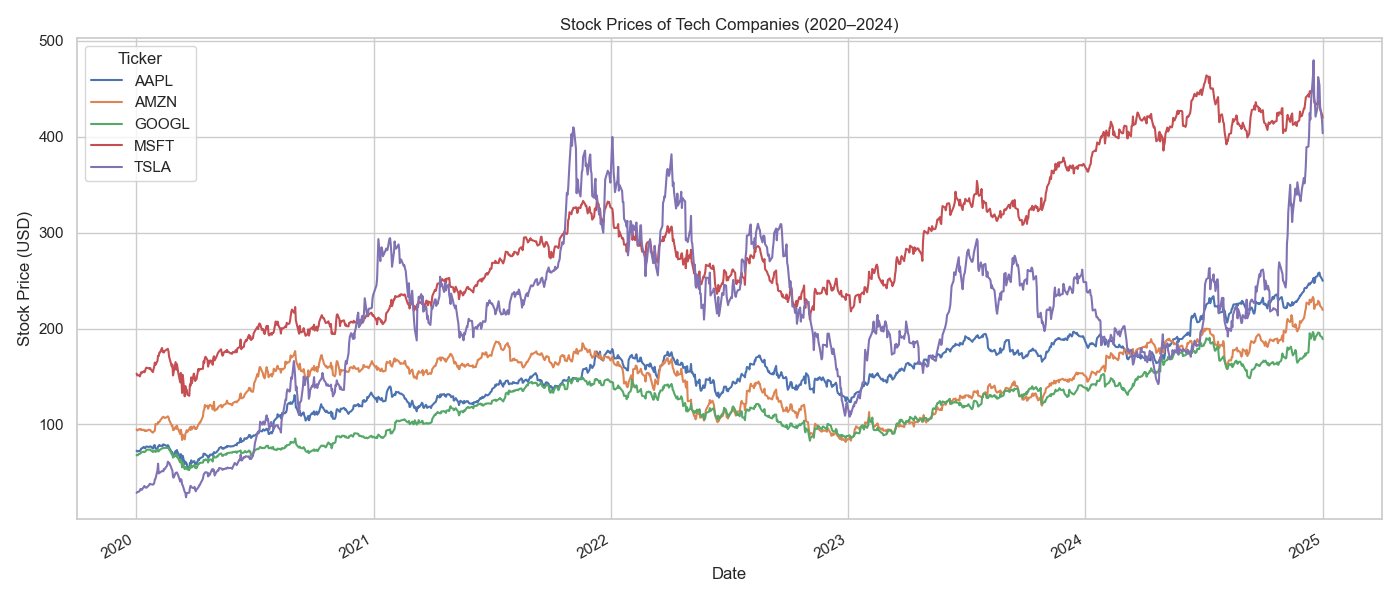 Stock Prices of Tech Companies (2020–2024)
Stock Price (USD)
500
400
300
200
100
Ticker
AAPL
AMZN
GOOGL
MSFT
TSLA
2020
2021
2022
2023
2024
2025
Date